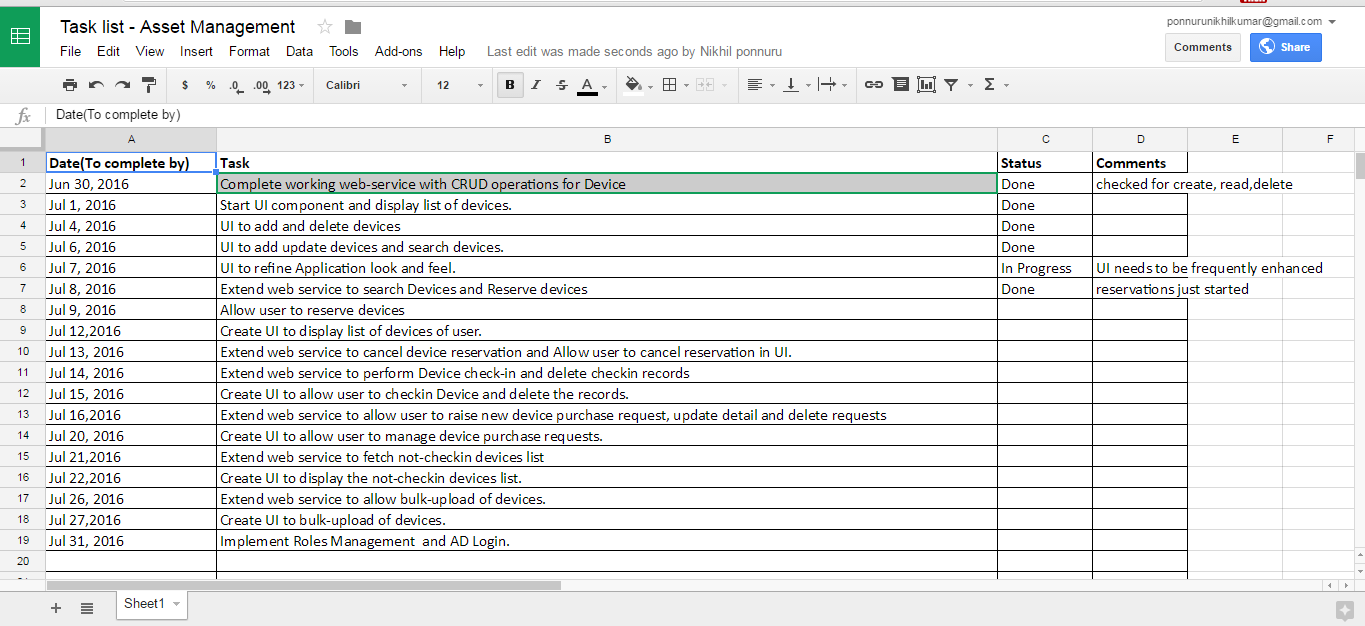 Task list - Asset Management
ponnurunikhilkumar@gmail.com
File Edit View Insert Format Data Tools Add-ons Help Last edit was made seconds ago by Nikhil ponnuru
Comments Share
$ % .0 .00 123 Calibri 12 B I S A Σ
fx Date(To complete by)
A B C D E F
1 Date(To complete by) Task Status Comments
2 Jun 30, 2016 Complete working web-service with CRUD operations for Device Done checked for create, read,delete
3 Jul 1, 2016 Start UI component and display list of devices. Done
4 Jul 4, 2016 UI to add and delete devices Done
5 Jul 6, 2016 UI to add update devices and search devices. Done
6 Jul 7, 2016 UI to refine Application look and feel. In Progress UI needs to be frequently enhanced
7 Jul 8, 2016 Extend web service to search Devices and Reserve devices Done reservations just started
8 Jul 9, 2016 Allow user to reserve devices
9 Jul 12,2016 Create UI to display list of devices of user.
10 Jul 13, 2016 Extend web service to cancel device reservation and Allow user to cancel reservation in UI.
11 Jul 14, 2016 Extend web service to perform Device check-in and delete checkin records
12 Jul 15, 2016 Create UI to allow user to checkin Device and delete the records.
13 Jul 16,2016 Extend web service to allow user to raise new device purchase request, update detail and delete requests
14 Jul 20, 2016 Create UI to allow user to manage device purchase requests.
15 Jul 21,2016 Extend web service to fetch not-checkin devices list
16 Jul 22,2016 Create UI to display the not-checkin devices list.
17 Jul 26, 2016 Extend web service to allow bulk-upload of devices.
18 Jul 27,2016 Create UI to bulk-upload of devices.
19 Jul 31, 2016 Implement Roles Management and AD Login.
20
Sheet1